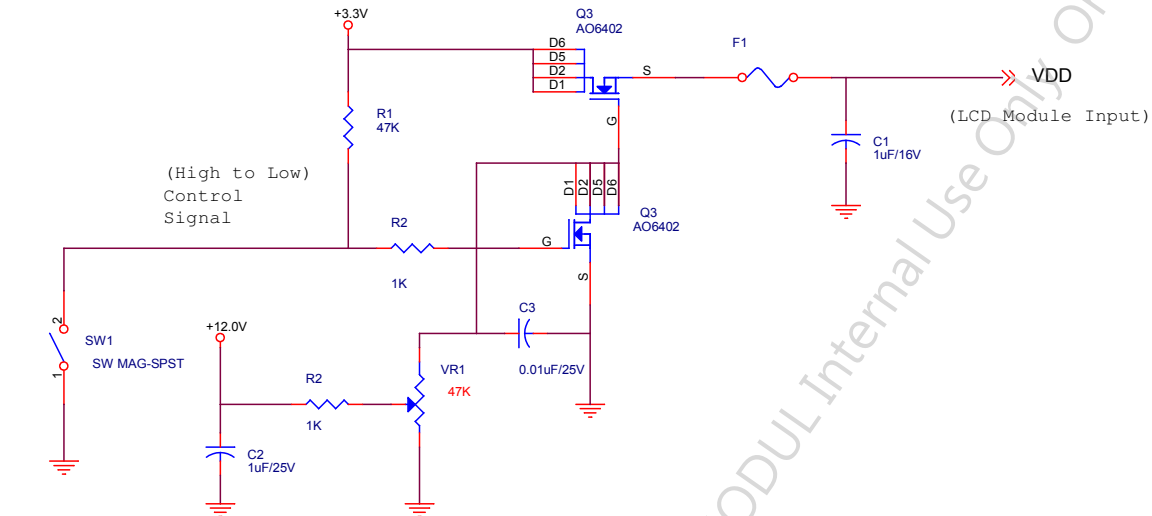 +3.3V
Q3
AO6402
D6
D5
D2
D1
S
G
F1
VDD
(LCD Module Input)
R1
47K
C1
1uF/16V
(High to Low)
Control
Signal
D1
D2
D5
D6
Q3
AO6402
R2
1K
G
S
2
1
SW1
SW MAG-SPST
+12.0V
C3
0.01uF/25V
R2
1K
VR1
47K
C2
1uF/25V
ODUL Internal Use Only. O